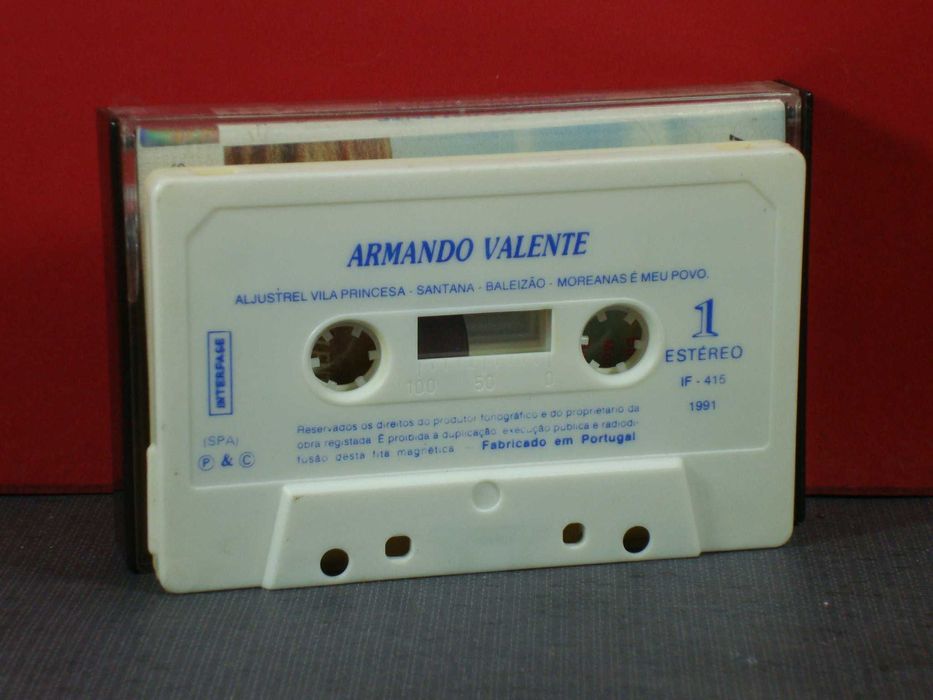 ARMANDO VALENTE
ALJUSTREL VILA PRINCESA - SANTANA - BALEIZÃO - MOREANAS É MEU POVO.
1
ESTÉREO
IF - 415
1991
INTERFASE
(SPA)
Ⓟ & ©
100 50 0
Reservados os direitos do produtor fonográfico e do proprietário da
obra registada. É proibida a duplicação, execução pública e radiodi-
fusão desta fita magnética - Fabricado em Portugal